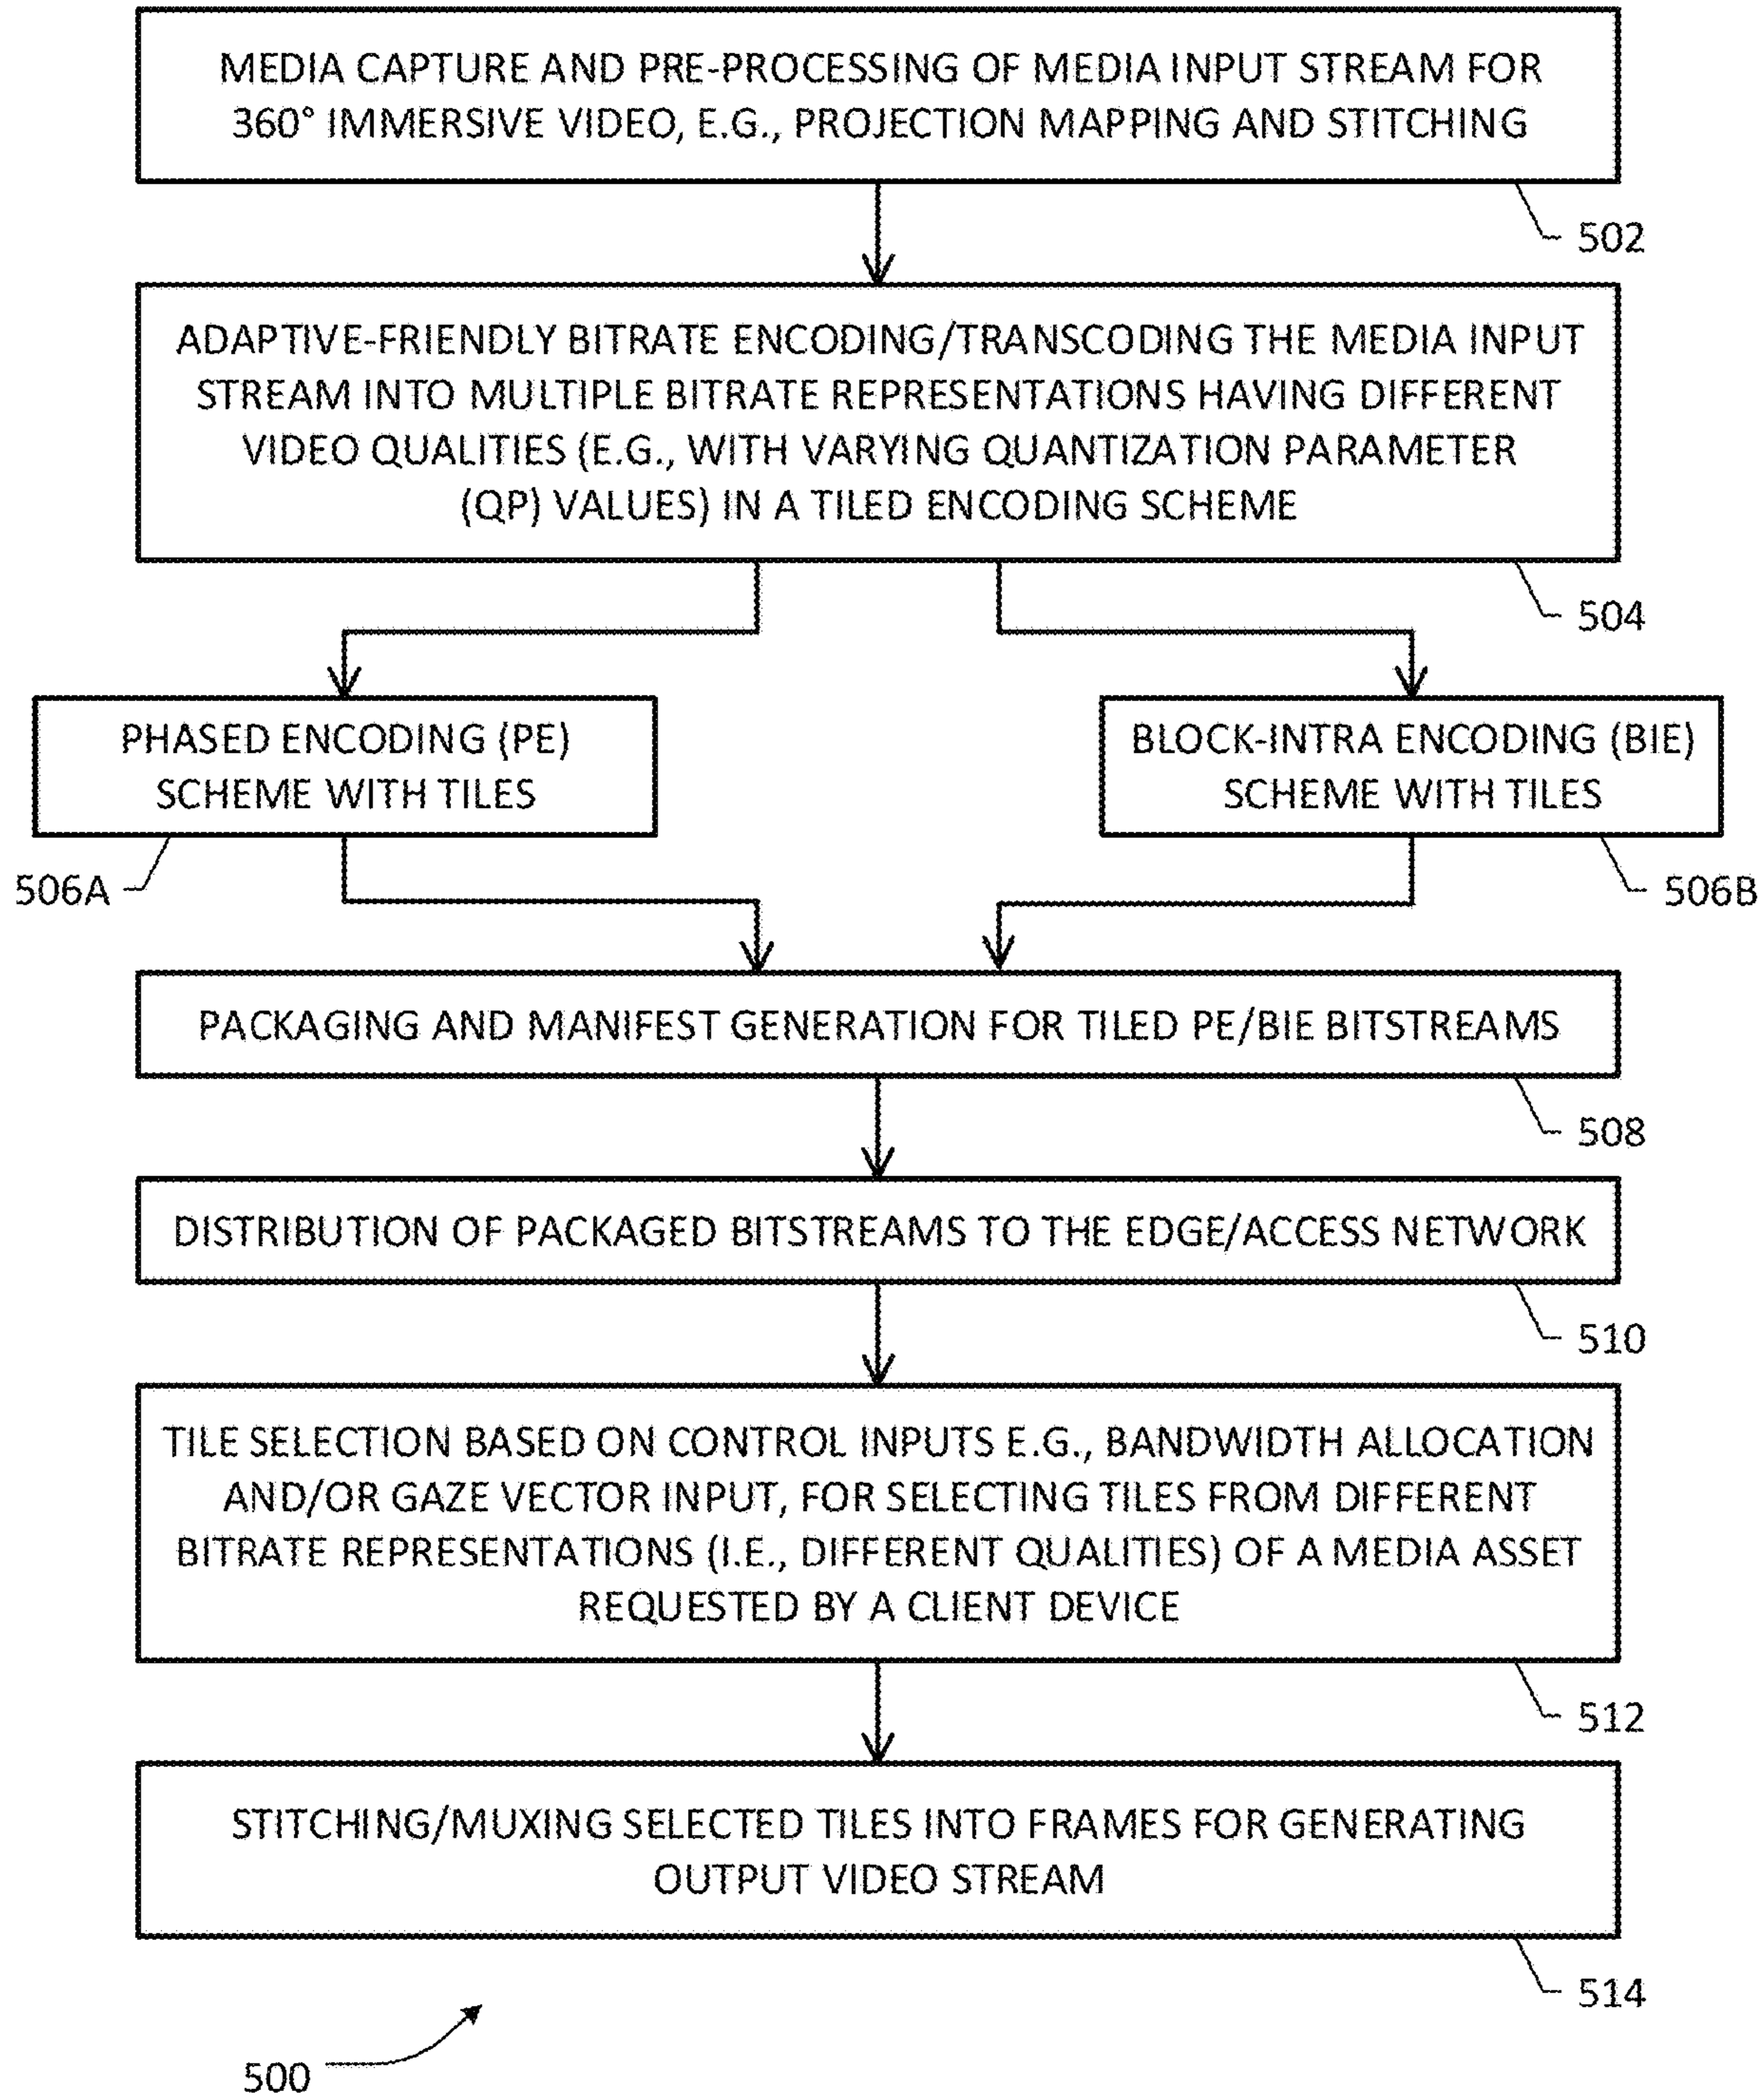 MEDIA CAPTURE AND PRE-PROCESSING OF MEDIA INPUT STREAM FOR
360° IMMERSIVE VIDEO, E.G., PROJECTION MAPPING AND STITCHING
502
ADAPTIVE-FRIENDLY BITRATE ENCODING/TRANSCODING THE MEDIA INPUT
STREAM INTO MULTIPLE BITRATE REPRESENTATIONS HAVING DIFFERENT
VIDEO QUALITIES (E.G., WITH VARYING QUANTIZATION PARAMETER
(QP) VALUES) IN A TILED ENCODING SCHEME
504
PHASED ENCODING (PE)
SCHEME WITH TILES
506A
BLOCK-INTRA ENCODING (BIE)
SCHEME WITH TILES
506B
PACKAGING AND MANIFEST GENERATION FOR TILED PE/BIE BITSTREAMS
508
DISTRIBUTION OF PACKAGED BITSTREAMS TO THE EDGE/ACCESS NETWORK
510
TILE SELECTION BASED ON CONTROL INPUTS E.G., BANDWIDTH ALLOCATION
AND/OR GAZE VECTOR INPUT, FOR SELECTING TILES FROM DIFFERENT
BITRATE REPRESENTATIONS (I.E., DIFFERENT QUALITIES) OF A MEDIA ASSET
REQUESTED BY A CLIENT DEVICE
512
STITCHING/MUXING SELECTED TILES INTO FRAMES FOR GENERATING
OUTPUT VIDEO STREAM
514
500